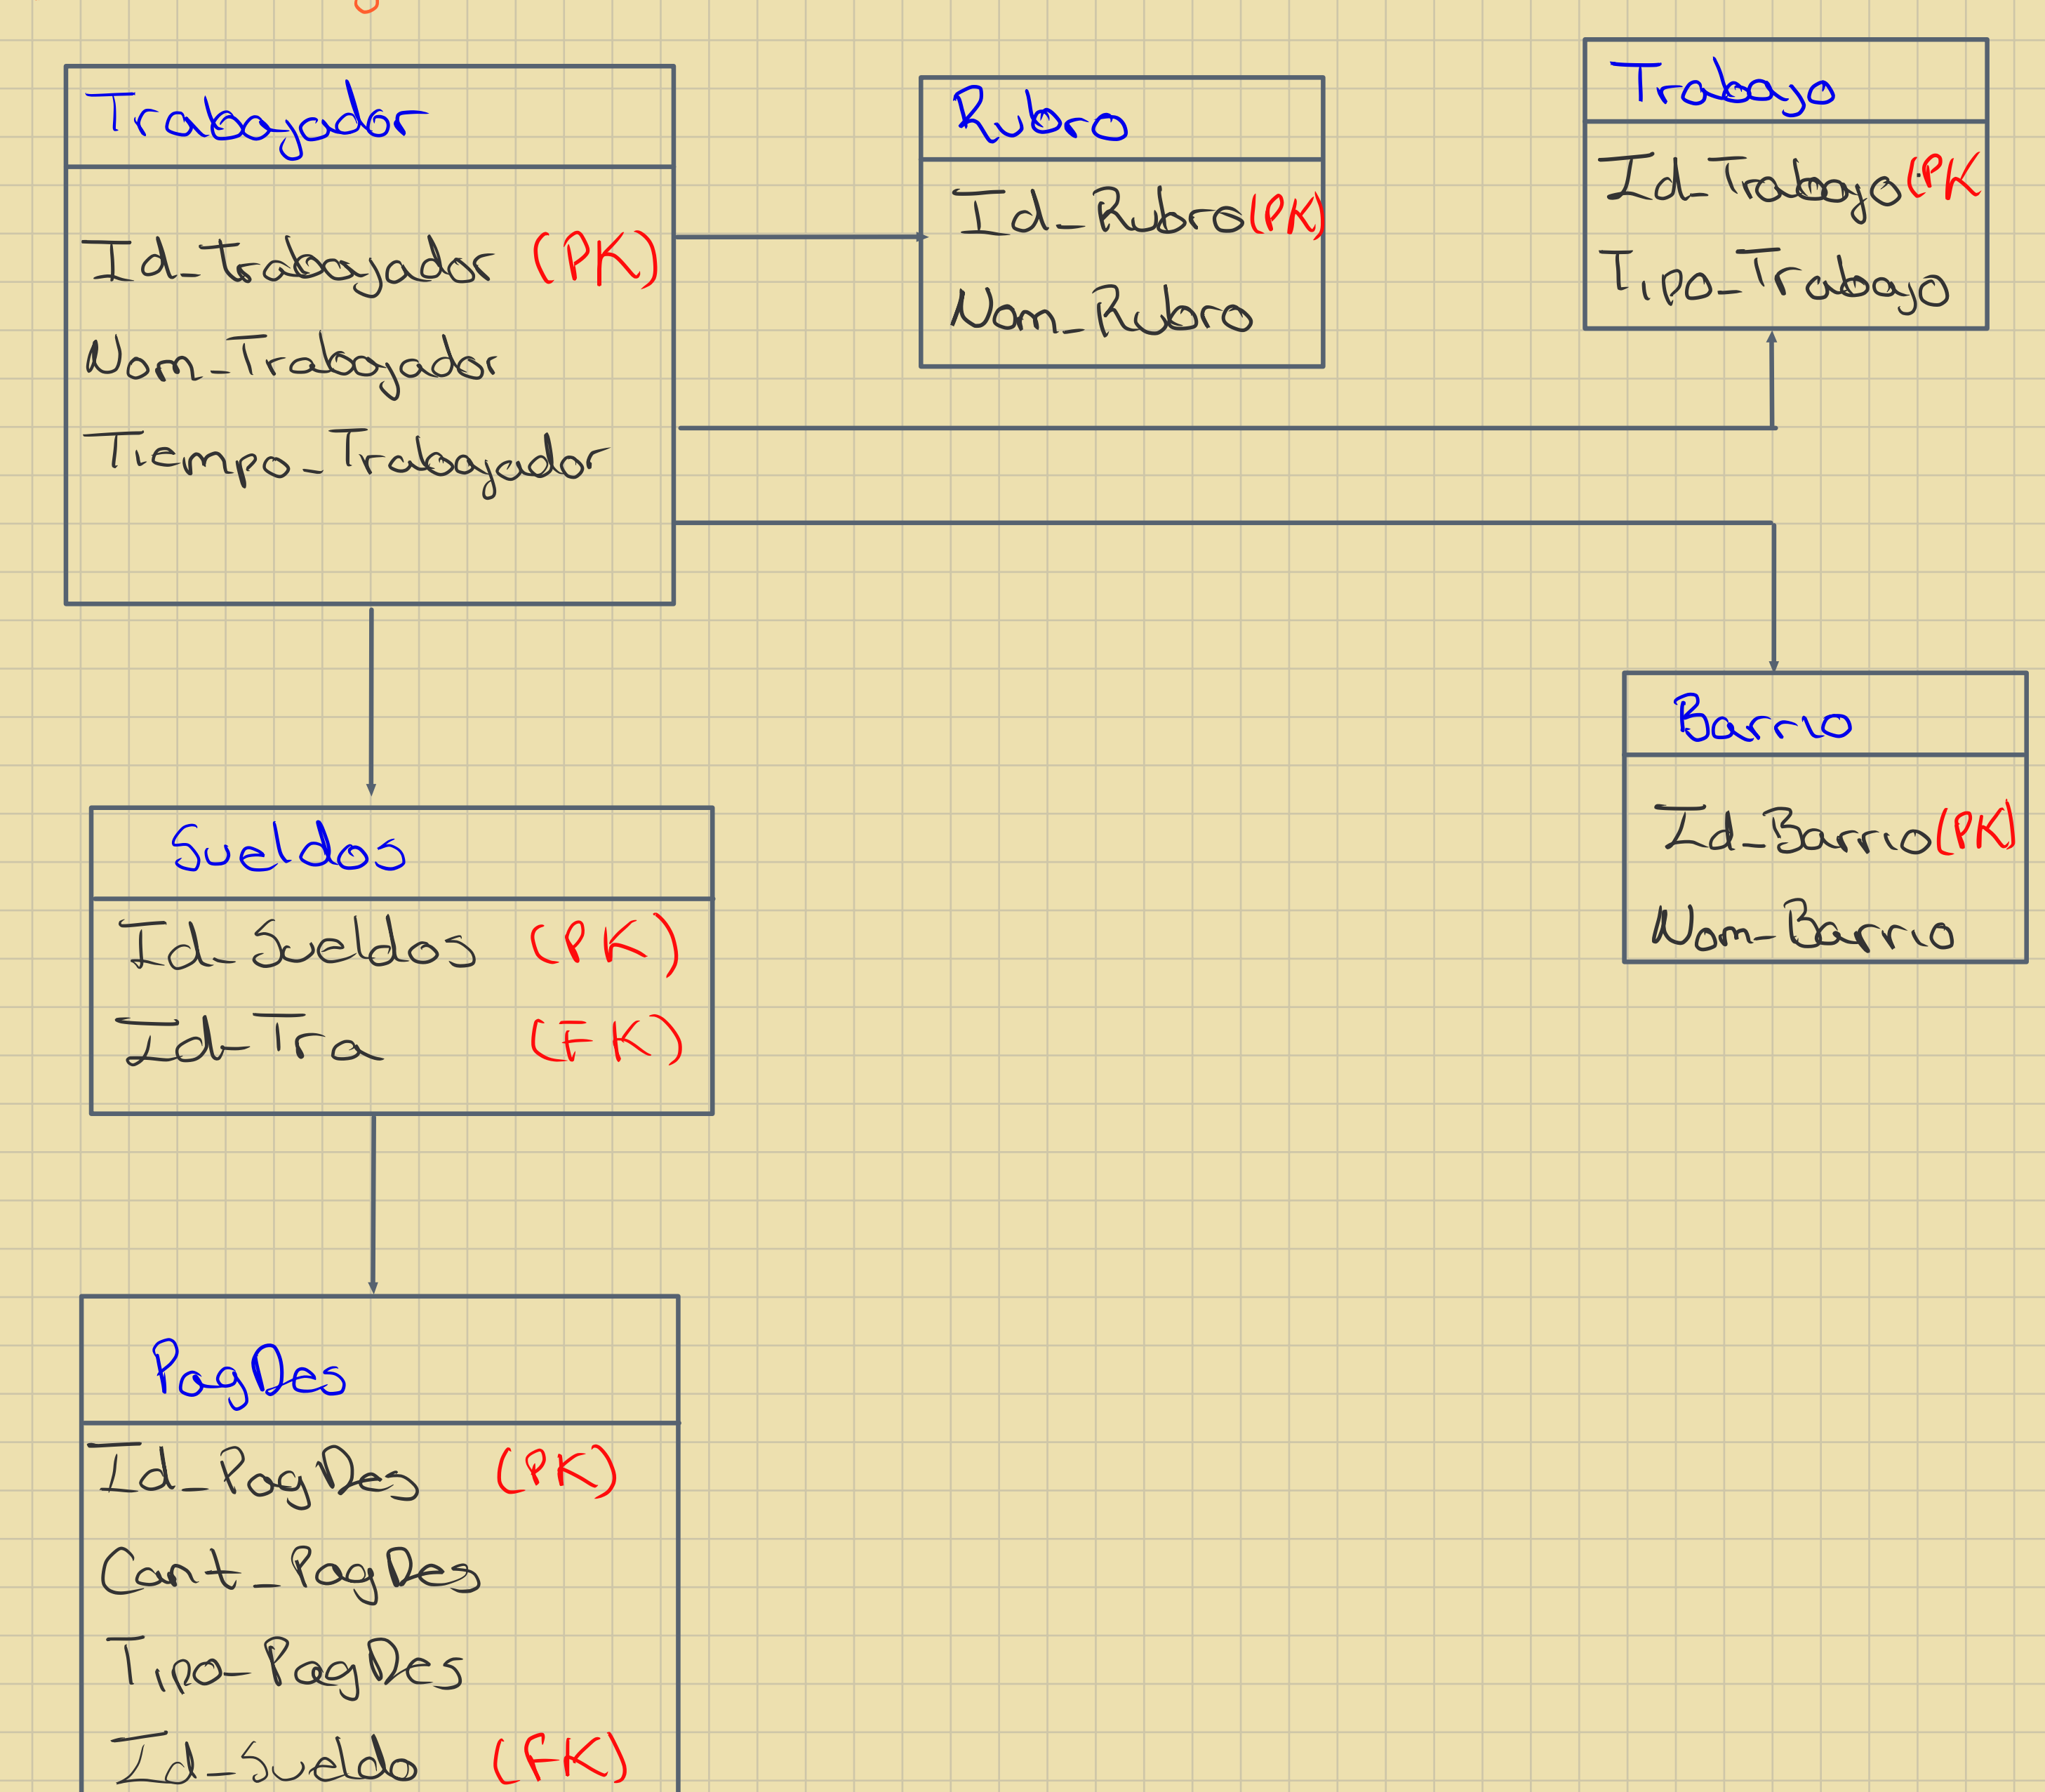 Trabajador
Id_Trabajador (PK)
Nom_Trabajador
Tiempo_Trabajador
Rubro
Id_Rubro (PK)
Nom_Rubro
Trabajo
Id_Trabajo (PK
Tipo_Trabajo
Barrio
Id_Barrio (PK)
Nom_Barrio
Sueldos
Id_Sueldos (PK)
Id_Tra (FK)
PagDes
Id_PagDes (PK)
Cant_PagDes
Tipo_PagDes
Id_Sueldo (FK)